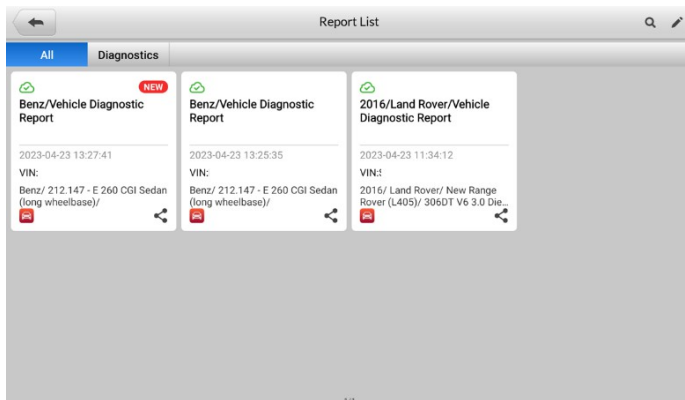 Report List
All
Diagnostics
NEW
Benz/Vehicle Diagnostic
Report
2023-04-23 13:27:41
VIN:
Benz/ 212.147 - E 260 CGI Sedan
(long wheelbase)/
Benz/Vehicle Diagnostic
Report
2023-04-23 13:25:35
VIN:
Benz/ 212.147 - E 260 CGI Sedan
(long wheelbase)/
2016/Land Rover/Vehicle
Diagnostic Report
2023-04-23 11:34:12
VIN:
2016/ Land Rover/ New Range
Rover (L405)/ 306DT V6 3.0 Die...